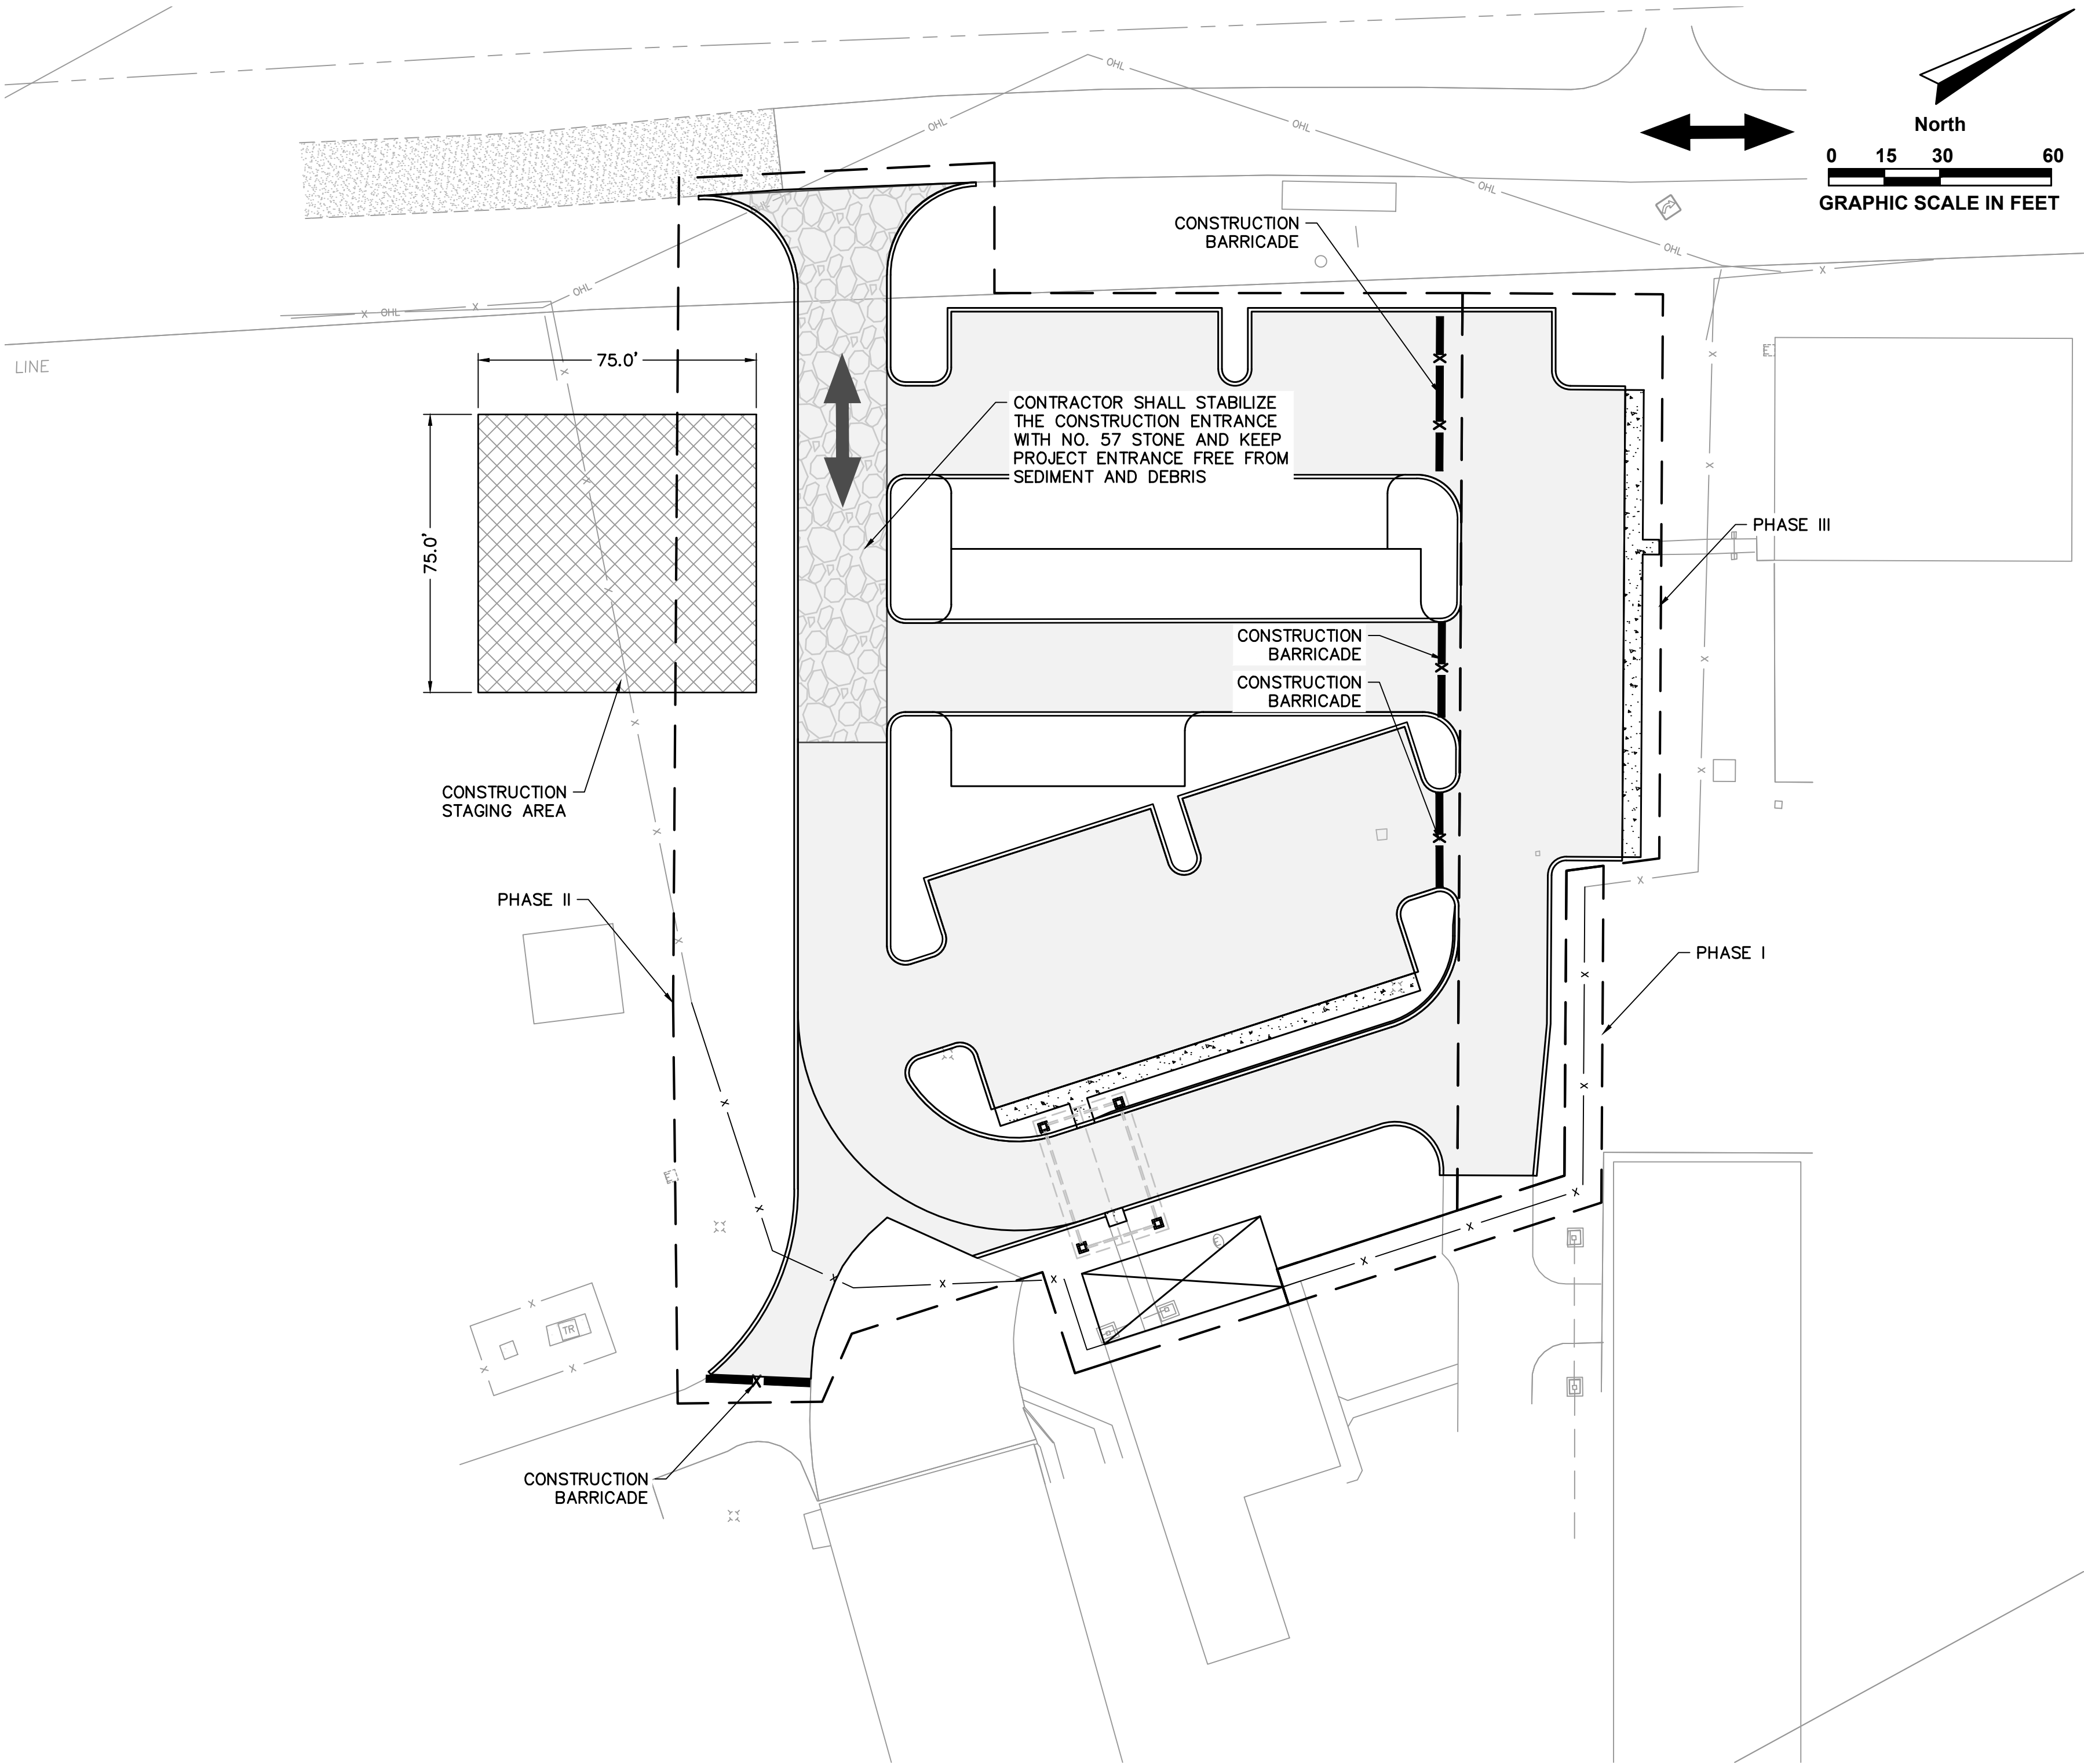 OHL
OHL
OHL
OHL
OHL
OHL
OHL
North
0 15 30 60
GRAPHIC SCALE IN FEET
CONSTRUCTION
BARRICADE
X
X
X
LINE
75.0'
75.0'
CONTRACTOR SHALL STABILIZE
THE CONSTRUCTION ENTRANCE
WITH NO. 57 STONE AND KEEP
PROJECT ENTRANCE FREE FROM
SEDIMENT AND DEBRIS
E
PHASE III
CONSTRUCTION
BARRICADE
CONSTRUCTION
BARRICADE
CONSTRUCTION
STAGING AREA
PHASE II
PHASE I
E
E
TR
CONSTRUCTION
BARRICADE